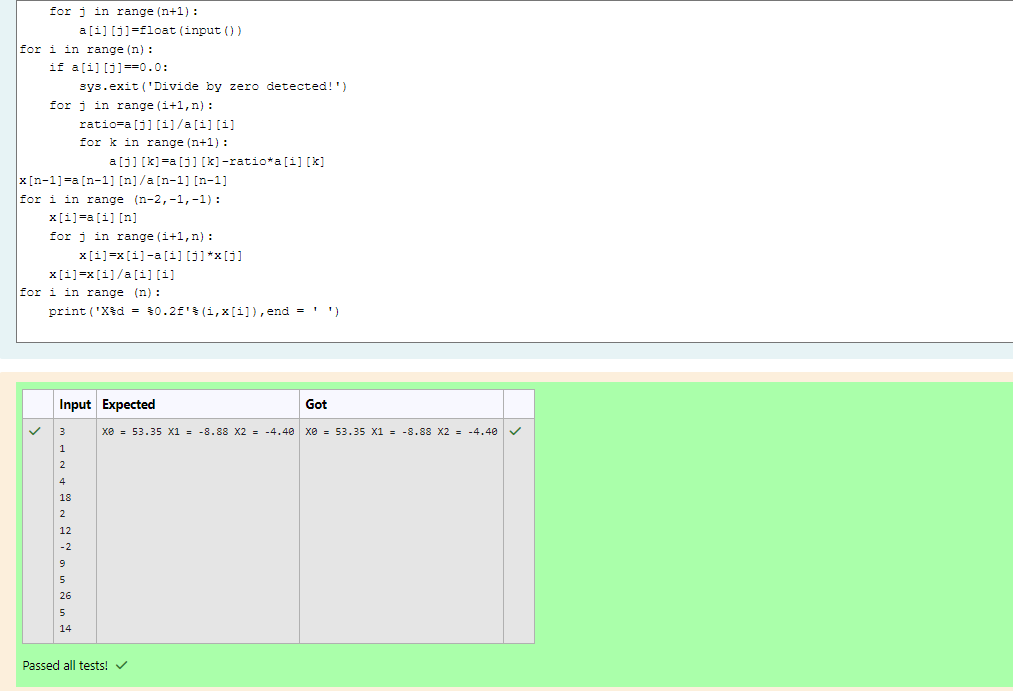 for j in range(n+1):
        a[i][j]=float(input())
for i in range(n):
    if a[i][j]==0.0:
        sys.exit('Divide by zero detected!')
    for j in range(i+1,n):
        ratio=a[j][i]/a[i][i]
        for k in range(n+1):
            a[j][k]=a[j][k]-ratio*a[i][k]
x[n-1]=a[n-1][n]/a[n-1][n-1]
for i in range (n-2,-1,-1):
    x[i]=a[i][n]
    for j in range(i+1,n):
        x[i]=x[i]-a[i][j]*x[j]
    x[i]=x[i]/a[i][i]
for i in range (n):
    print('X%d = %0.2f'%(i,x[i]),end = ' ')
Input Expected Got
3 X0 = 53.35 X1 = -8.88 X2 = -4.40 X0 = 53.35 X1 = -8.88 X2 = -4.40
1
2
4
18
2
12
-2
9
5
26
5
14
Passed all tests!